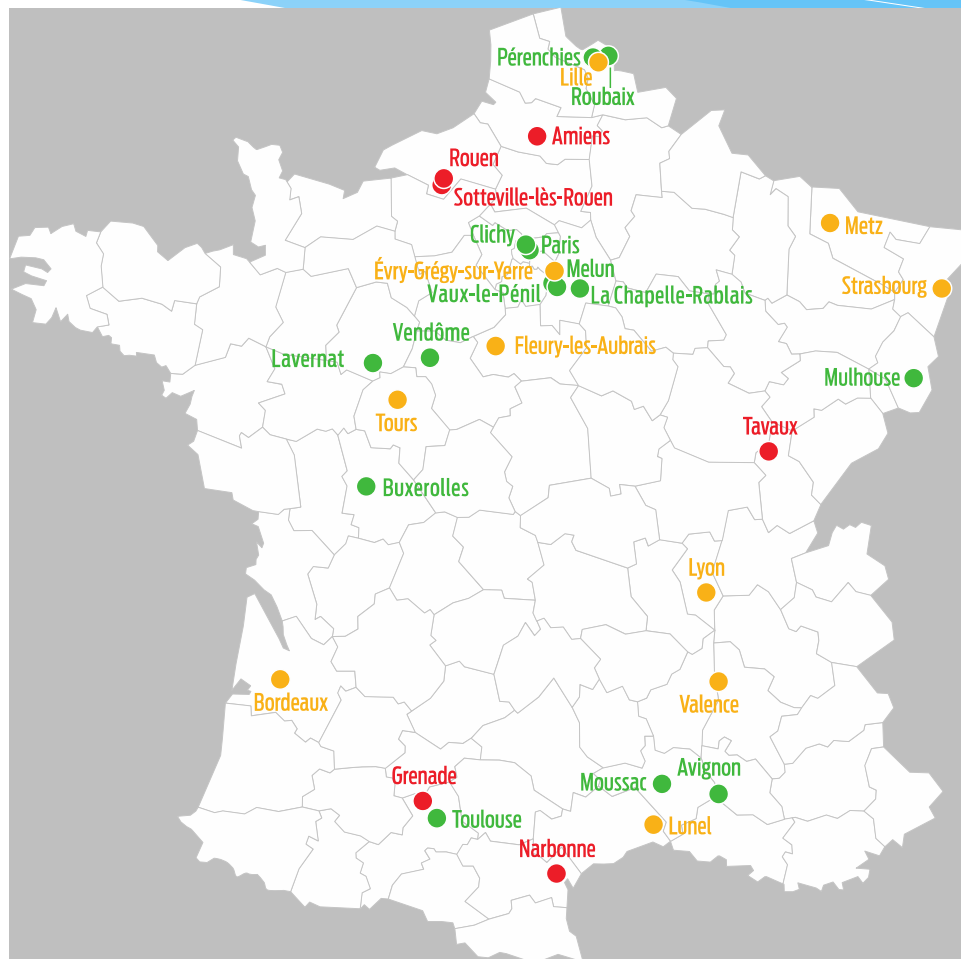 Pérenchies
Lille
Roubaix
Amiens
Rouen
Sotteville-lès-Rouen
Metz
Clichy
Paris
Évry-Grégy-sur-Yerre
Melun
Strasbourg
Vaux-le-Pénil
La Chapelle-Rablais
Vendôme
Fleury-les-Aubrais
Lavernat
Mulhouse
Tours
Tavaux
Buxerolles
Lyon
Bordeaux
Valence
Avignon
Grenade
Moussac
Toulouse
Lunel
Narbonne